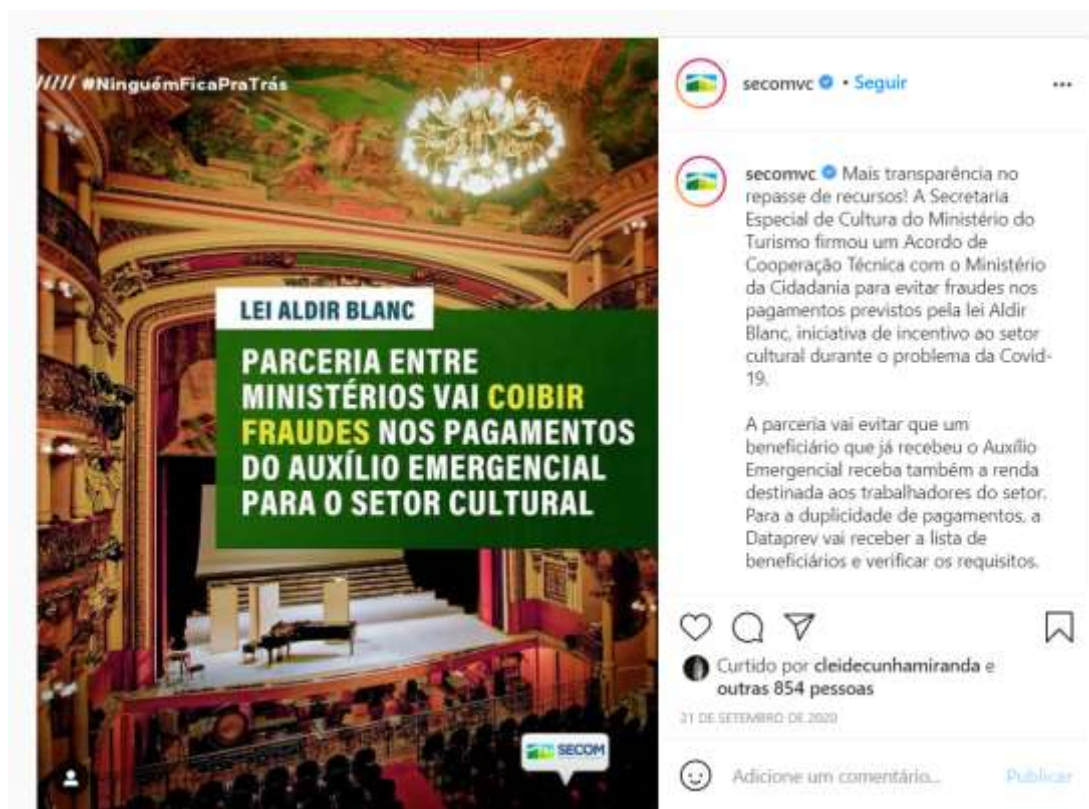 ///// #NinguémFicaPraTrás
LEI ALDIR BLANC
PARCERIA ENTRE
MINISTÉRIOS VAI COIBIR
FRAUDES NOS PAGAMENTOS
DO AUXÍLIO EMERGENCIAL
PARA O SETOR CULTURAL
SECOM
secomvc • Seguir
secomvc Mais transparência no
repasse de recursos! A Secretaria
Especial de Cultura do Ministério do
Turismo firmou um Acordo de
Cooperação Técnica com o Ministério
da Cidadania para evitar fraudes nos
pagamentos previstos pela lei Aldir
Blanc, iniciativa de incentivo ao setor
cultural durante o problema da Covid-
19.
A parceria vai evitar que um
beneficiário que já recebeu o Auxílio
Emergencial receba também a renda
destinada aos trabalhadores do setor.
Para a duplicidade de pagamentos, a
Dataprev vai receber a lista de
beneficiários e verificar os requisitos.
Curtido por cleidecunhamiranda e
outras 854 pessoas
21 DE SETEMBRO DE 2020
Adicione um comentário...
Publicar